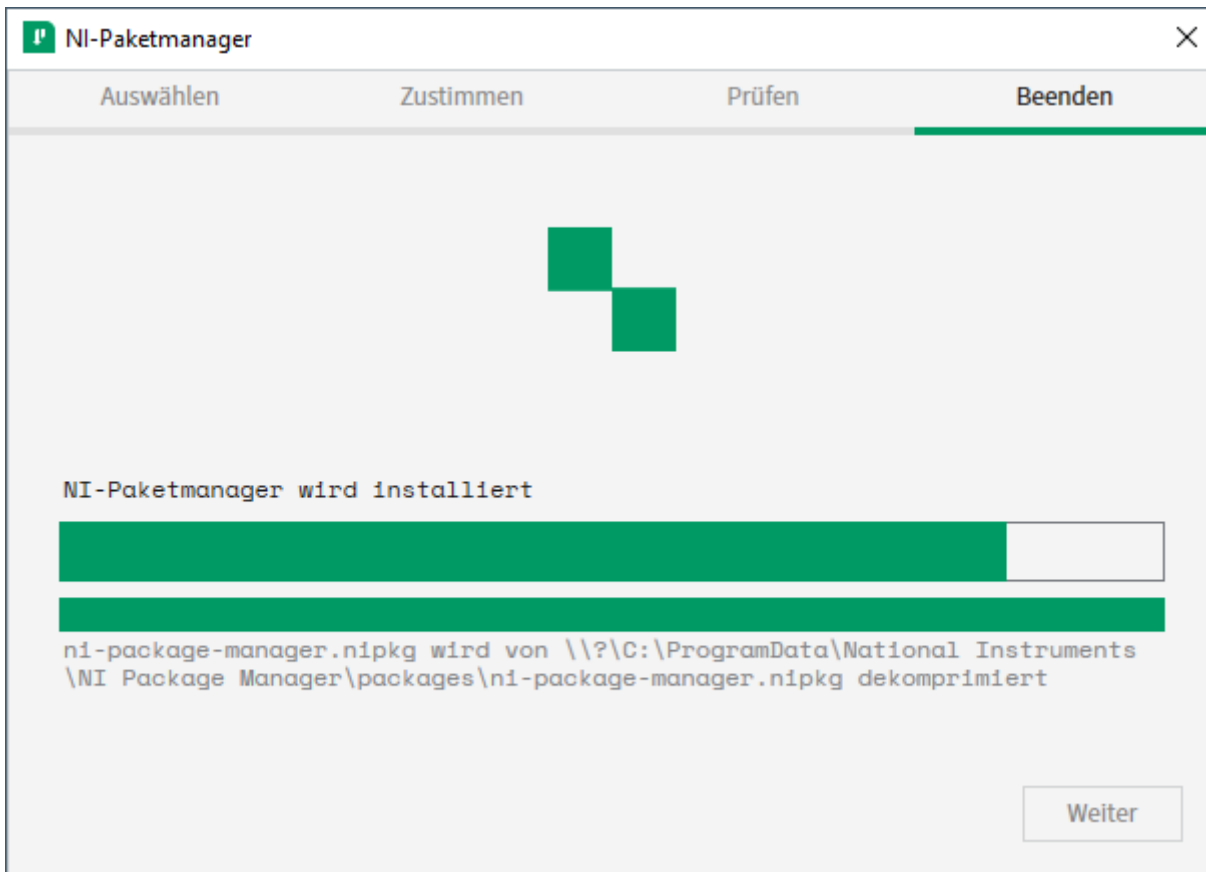 NI-Paketmanager
Auswählen Zustimmen Prüfen Beenden
NI-Paketmanager wird installiert
ni-package-manager.nipkg wird von \\?\C:\ProgramData\National Instruments
\NI Package Manager\packages\ni-package-manager.nipkg dekomprimiert
Weiter